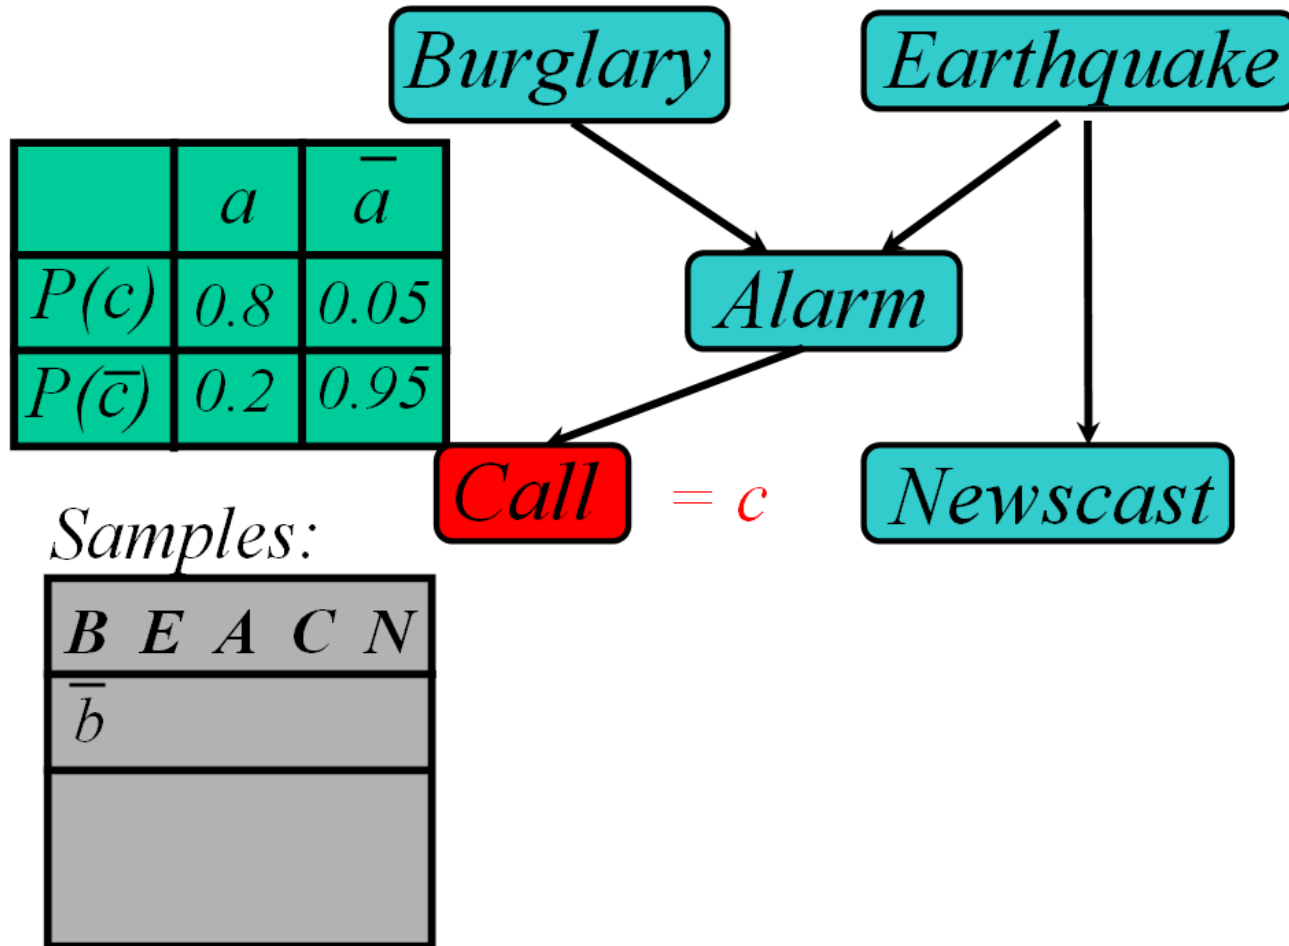 Burglary Earthquake
a a̅
Alarm
P(c) 0.8 0.05
P(c̅) 0.2 0.95
Call = c Newscast
Samples:
B E A C N
b̅